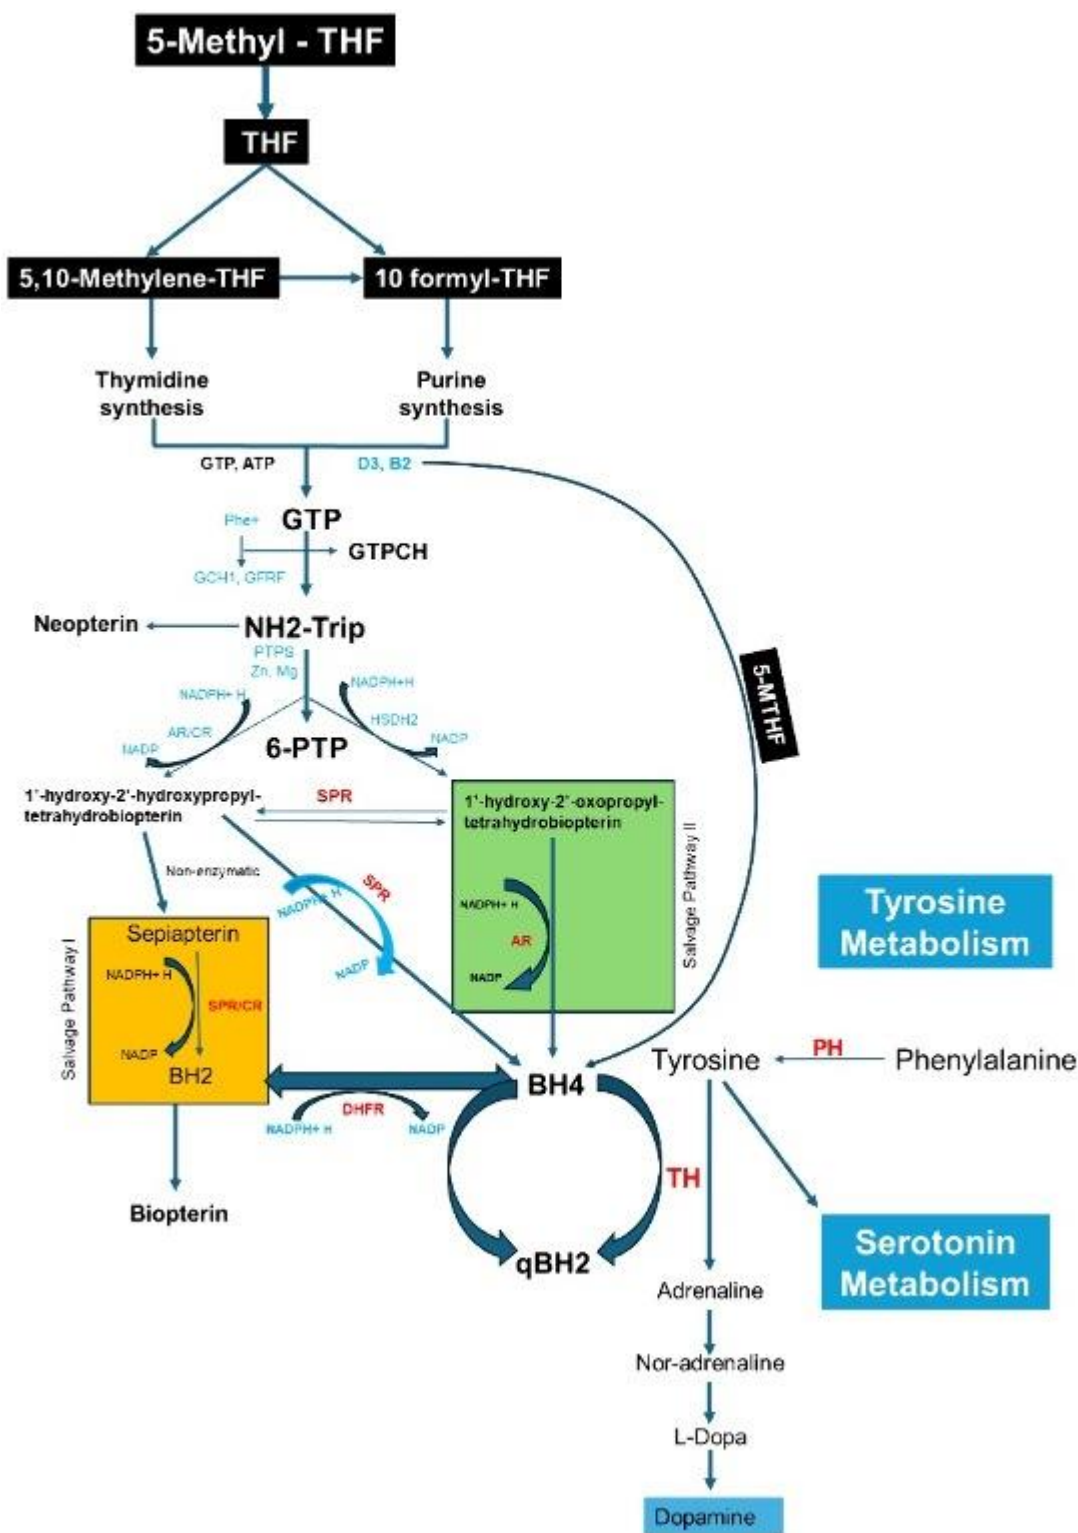 5-Methyl - THF
THF
5,10-Methylene-THF
10 formyl-THF
Thymidine
synthesis
Purine
synthesis
GTP, ATP
D3, B2
Phe+
GTP
GTPCH
GCH1, GFRF
Neopterin
NH2-Trip
PTPS
Zn, Mg
NADPH+ H
NADPH+H
AR/CR
HSDH2
NADP
6-PTP
NADP
5-MTHF
1'-hydroxy-2'-hydroxypropyl-
tetrahydrobiopterin
SPR
1'-hydroxy-2'-oxopropyl-
tetrahydrobiopterin
Non-enzymatic
NADPH+ H
SPR
NADP
Salvage Pathway I
Sepiapterin
NADPH+ H
SPR/CR
NADP
BH2
NADPH+ H
AR
NADP
Salvage Pathway II
Tyrosine
Metabolism
BH4
Tyrosine
PH
Phenylalanine
DHFR
NADPH+ H
NADP
TH
Biopterin
qBH2
Serotonin
Metabolism
Adrenaline
Nor-adrenaline
L-Dopa
Dopamine